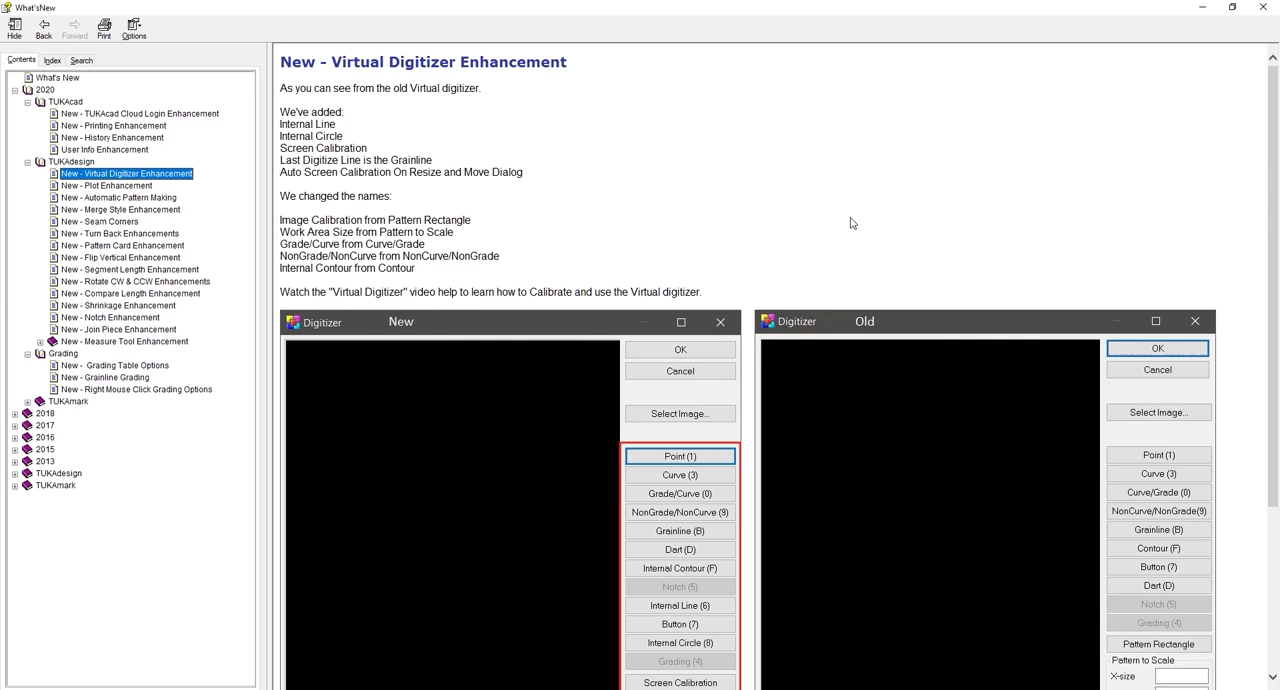 What'sNew
Hide Back Forward Print Options
Contents Index Search
What's New
2020
TUKAcad
New - TUKAcad Cloud Login Enhancement
New - Printing Enhancement
New - History Enhancement
User Info Enhancement
TUKAdesign
New - Virtual Digitizer Enhancement
New - Plot Enhancement
New - Automatic Pattern Making
New - Merge Style Enhancement
New - Seam Corners
New - Turn Back Enhancements
New - Pattern Card Enhancement
New - Flip Vertical Enhancement
New - Segment Length Enhancement
New - Rotate CW & CCW Enhancements
New - Compare Length Enhancement
New - Shrinkage Enhancement
New - Notch Enhancement
New - Join Piece Enhancement
New - Measure Tool Enhancement
Grading
New -  Grading Table Options
New - Grainline Grading
New - Right Mouse Click Grading Options
TUKAmark
2018
2017
2016
2015
2013
TUKAdesign
TUKAmark
New - Virtual Digitizer Enhancement
As you can see from the old Virtual digitizer.
We've added:
Internal Line
Internal Circle
Screen Calibration
Last Digitize Line is the Grainline
Auto Screen Calibration On Resize and Move Dialog
We changed the names:
Image Calibration from Pattern Rectangle
Work Area Size from Pattern to Scale
Grade/Curve from Curve/Grade
NonGrade/NonCurve from NonCurve/NonGrade
Internal Contour from Contour
Watch the "Virtual Digitizer" video help to learn how to Calibrate and use the Virtual digitizer.
Digitizer New
OK
Cancel
Select Image...
Point (1)
Curve (3)
Grade/Curve (0)
NonGrade/NonCurve (9)
Grainline (B)
Dart (D)
Internal Contour (F)
Notch (5)
Internal Line (6)
Button (7)
Internal Circle (8)
Grading (4)
Screen Calibration
Digitizer Old
OK
Cancel
Select Image...
Point (1)
Curve (3)
Curve/Grade (0)
NonCurve/NonGrade(9)
Grainline (B)
Contour (F)
Button (7)
Dart (D)
Notch (5)
Grading (4)
Pattern Rectangle
Pattern to Scale
X-size